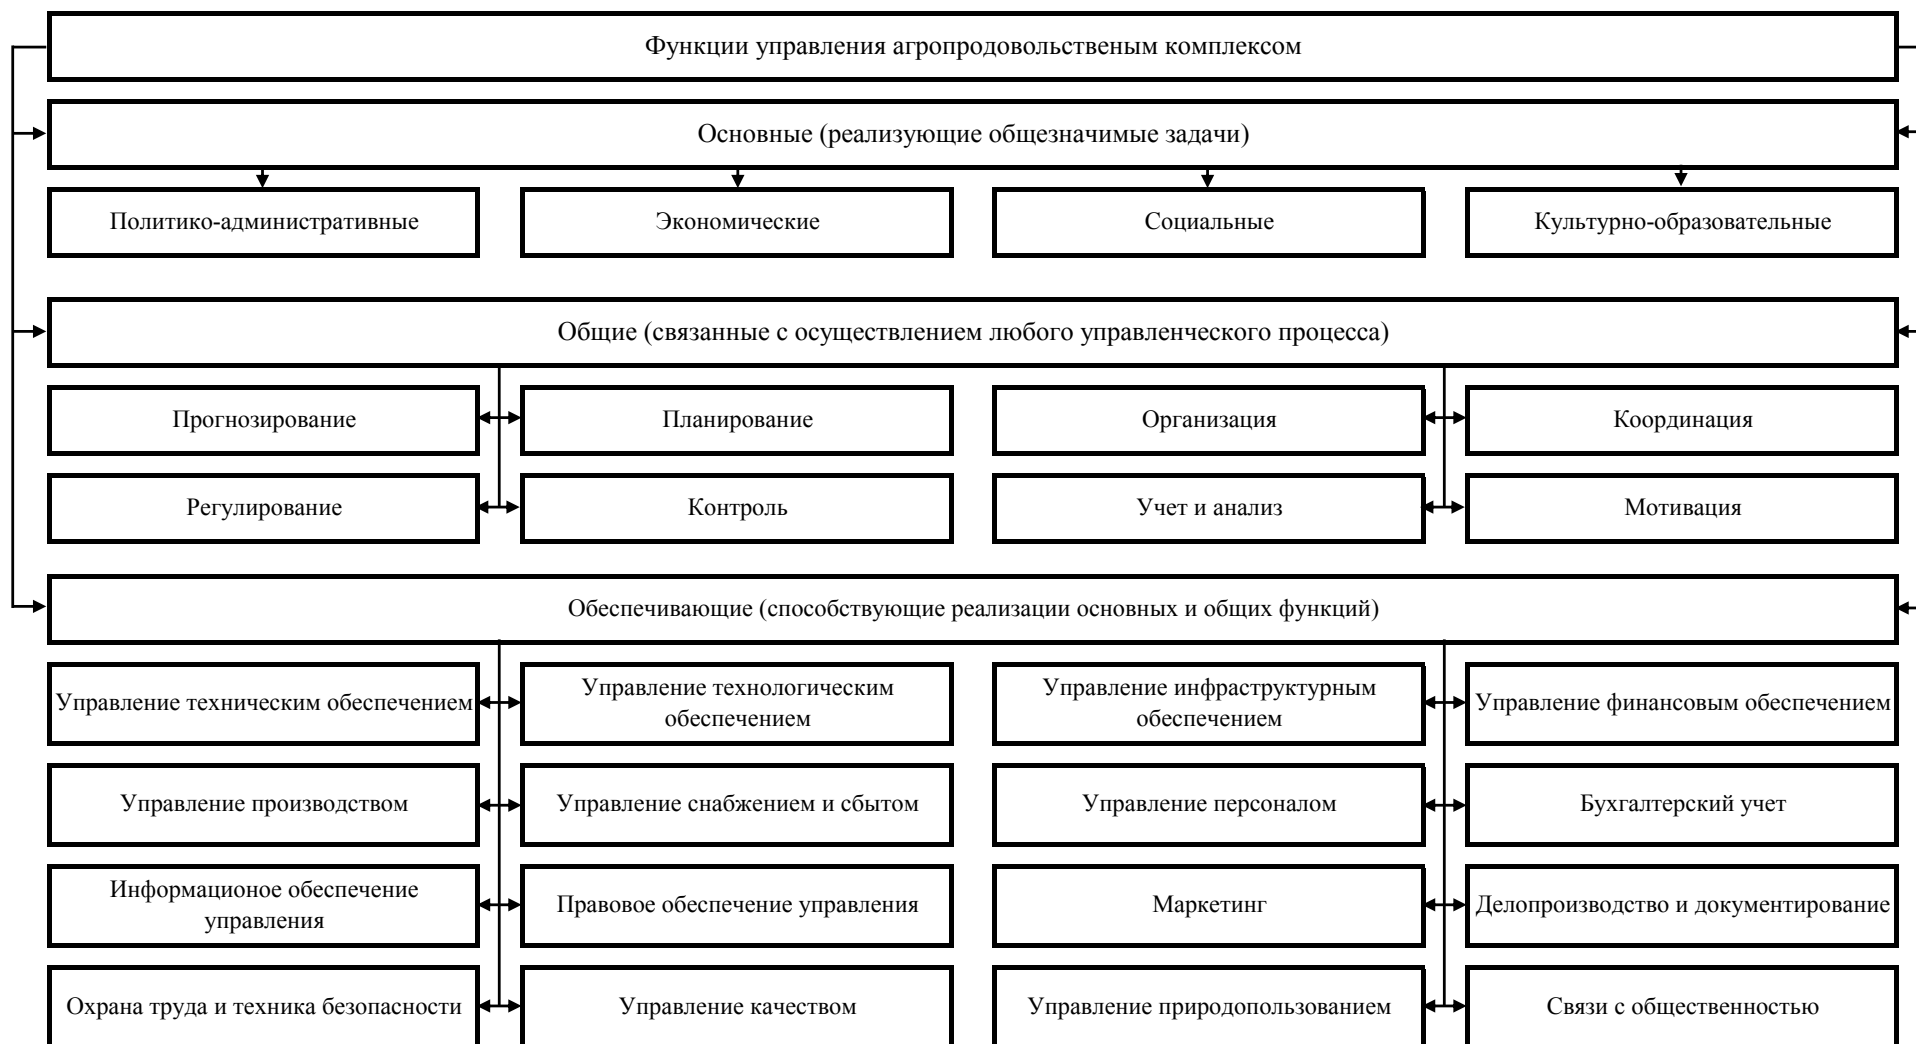 Функции управления агропродовольственым комплексом
Основные (реализующие общезначимые задачи)
Политико-административные
Экономические
Социальные
Культурно-образовательные
Общие (связанные с осуществлением любого управленческого процесса)
Прогнозирование
Планирование
Организация
Координация
Регулирование
Контроль
Учет и анализ
Мотивация
Обеспечивающие (способствующие реализации основных и общих функций)
Управление техническим обеспечением
Управление технологическим
обеспечением
Управление инфраструктурным
обеспечением
Управление финансовым обеспечением
Управление производством
Управление снабжением и сбытом
Управление персоналом
Бухгалтерский учет
Информационое обеспечение
управления
Правовое обеспечение управления
Маркетинг
Делопроизводство и документирование
Охрана труда и техника безопасности
Управление качеством
Управление природопользованием
Связи с общественностью